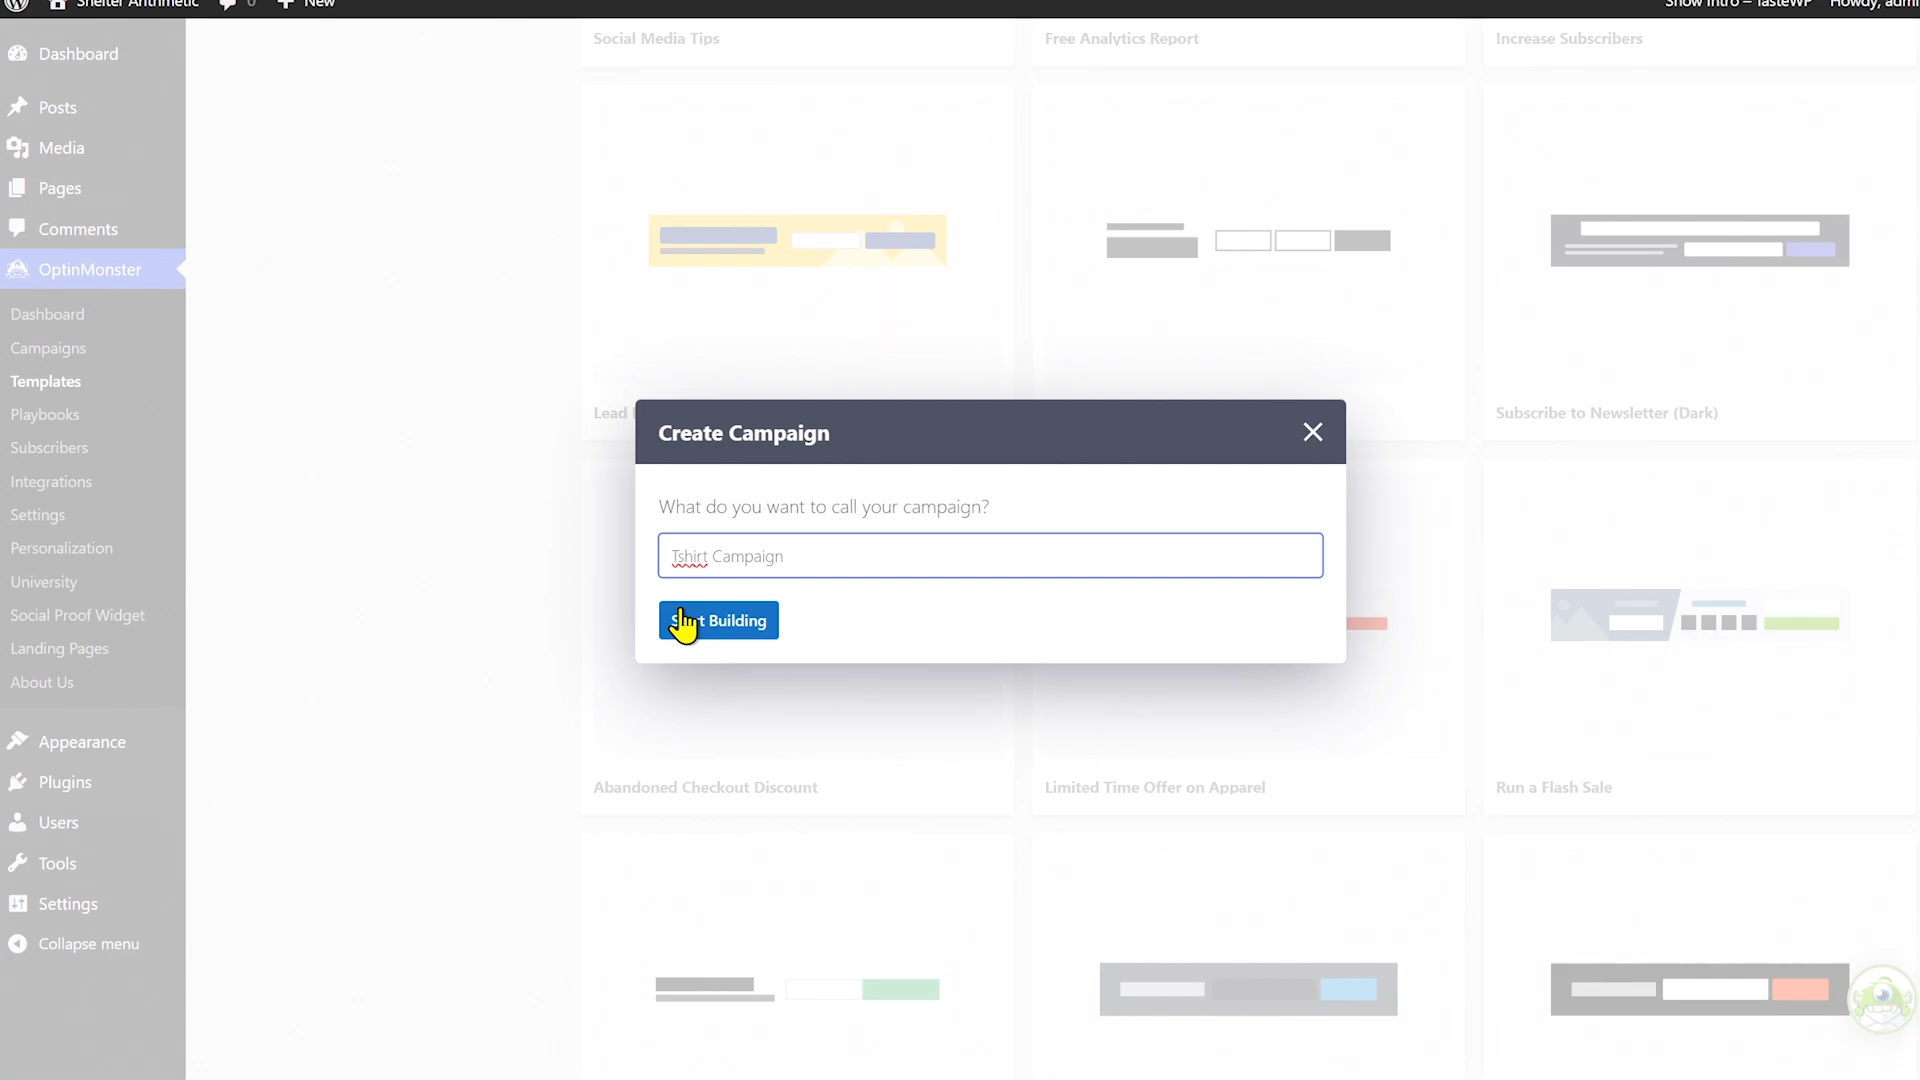 Shelter Arithmetic 0 New
Show Intro – TasteWP Howdy, admin
Dashboard
Posts
Media
Pages
Comments
OptinMonster
Dashboard
Campaigns
Templates
Playbooks
Subscribers
Integrations
Settings
Personalization
University
Social Proof Widget
Landing Pages
About Us
Appearance
Plugins
Users
Tools
Settings
Collapse menu
Social Media Tips
Free Analytics Report
Increase Subscribers
Lead
Subscribe to Newsletter (Dark)
Create Campaign
What do you want to call your campaign?
Tshirt Campaign
Start Building
Abandoned Checkout Discount
Limited Time Offer on Apparel
Run a Flash Sale